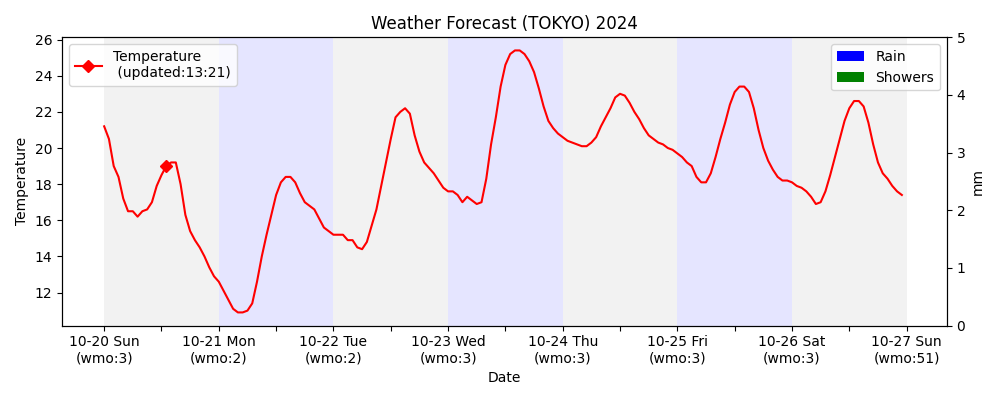 Weather Forecast (TOKYO) 2024
Temperature
(updated:13:21)
Rain
Showers
26
24
22
20
18
16
14
12
Temperature
5
4
3
2
1
0
mm
10-20 Sun
(wmo:3)
10-21 Mon
(wmo:2)
10-22 Tue
(wmo:2)
10-23 Wed
(wmo:3)
10-24 Thu
(wmo:3)
10-25 Fri
(wmo:3)
10-26 Sat
(wmo:3)
10-27 Sun
(wmo:51)
Date